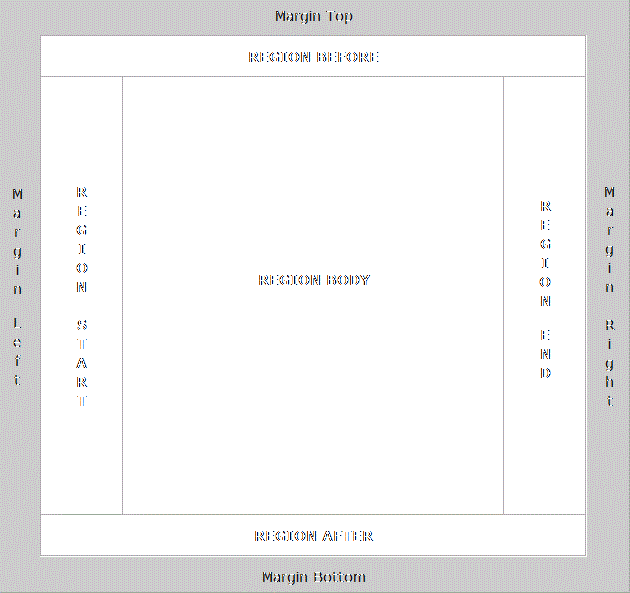 Margin Top
REGION BEFORE
Margin Left
REGION START
REGION BODY
REGION END
Margin Right
REGION AFTER
Margin Bottom